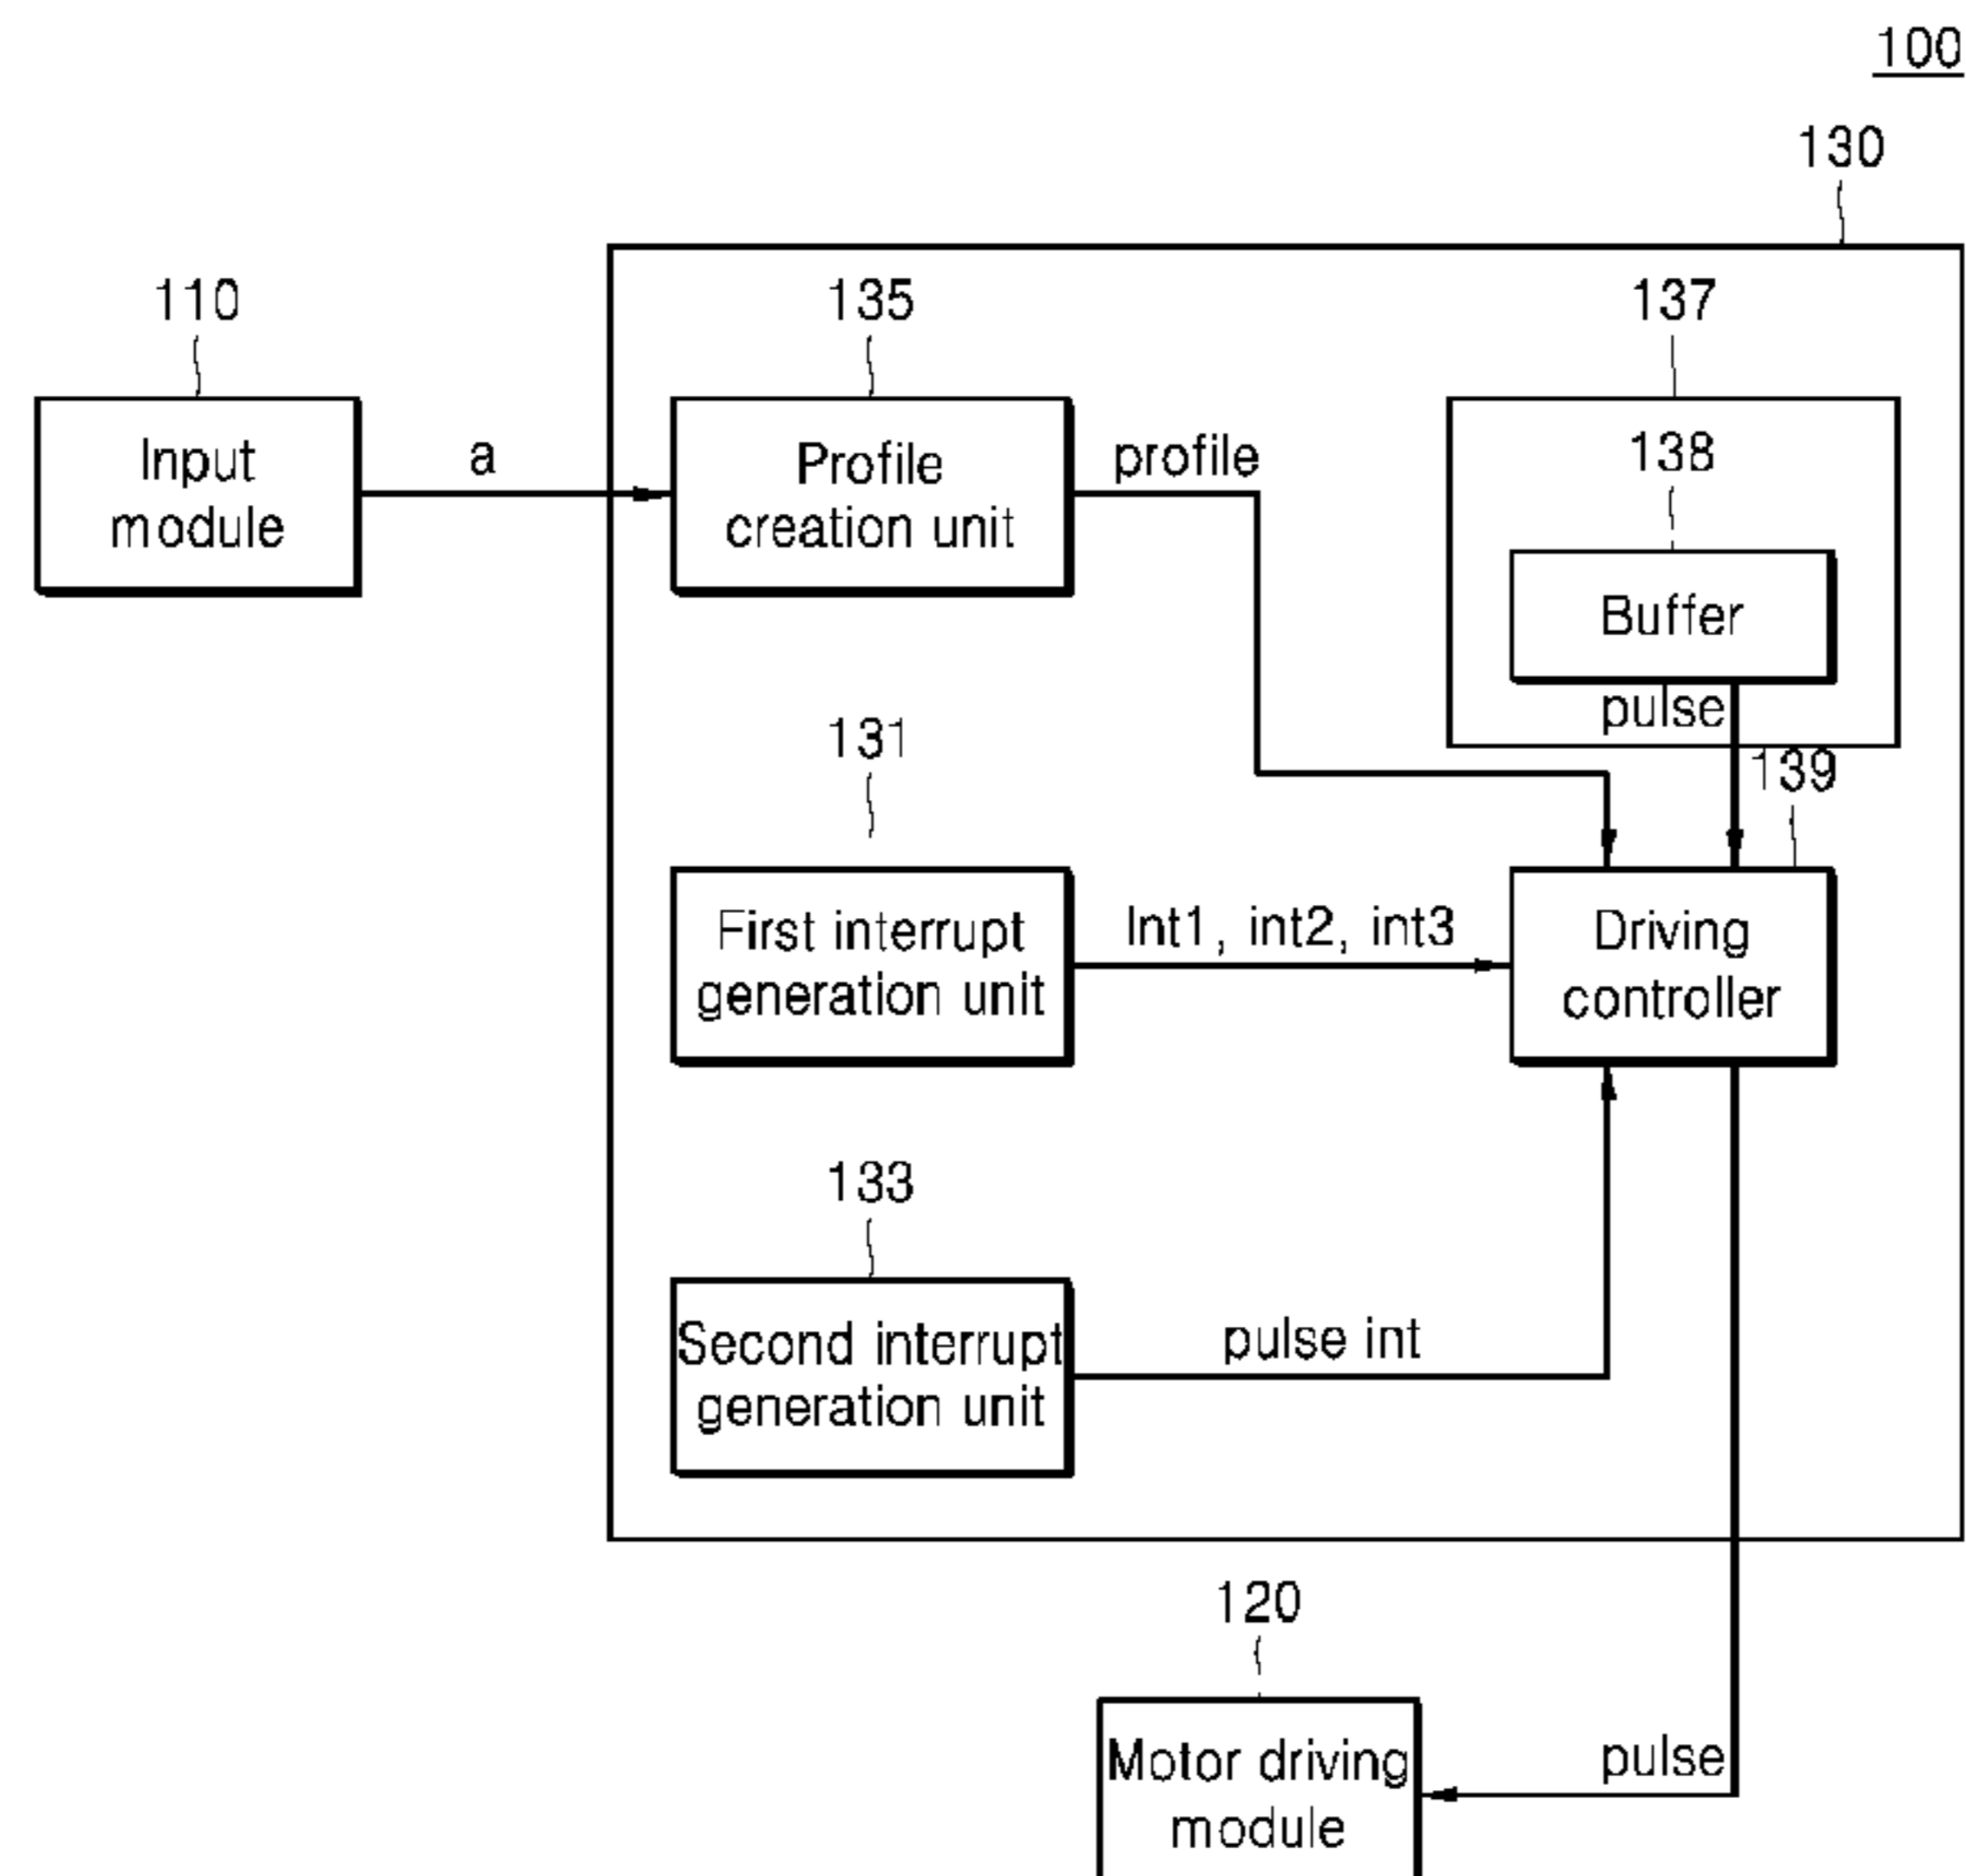 100
130
110
135
137
Input
module
a
Profile
creation unit
profile
138
Buffer
pulse
131
139
First interrupt
generation unit
Int1, int2, int3
Driving
controller
133
Second interrupt
generation unit
pulse int
120
Motor driving
module
pulse